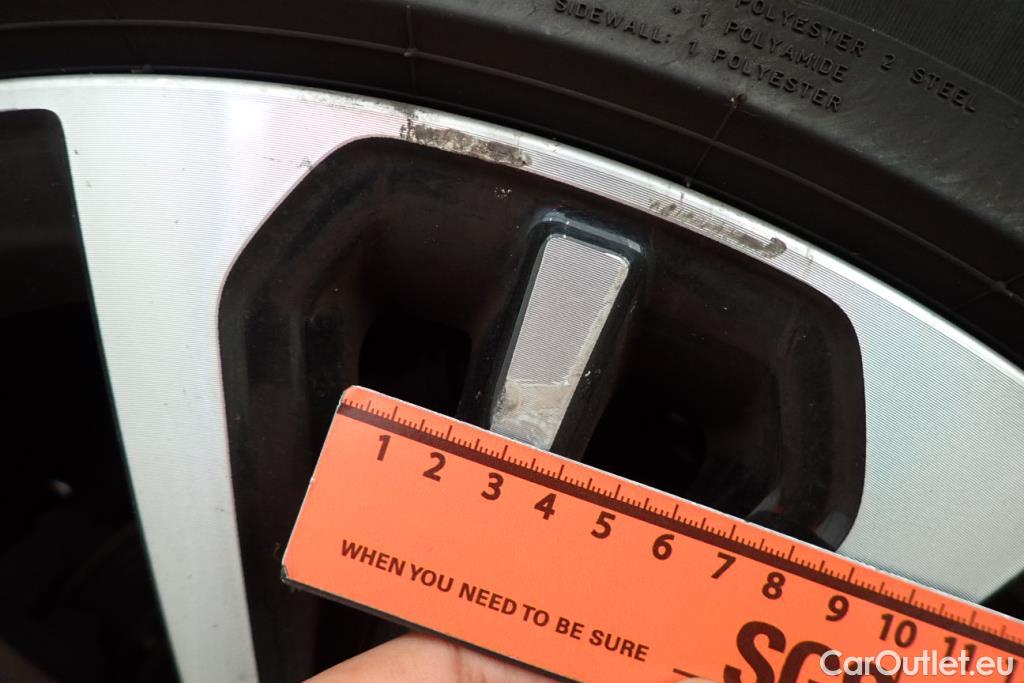 POLYESTER 2 STEEL
+ 1 POLYAMIDE
SIDEWALL: 1 POLYESTER
1 2 3 4 5 6 7 8 9 10 11
WHEN YOU NEED TO BE SURE
CarOutlet.eu